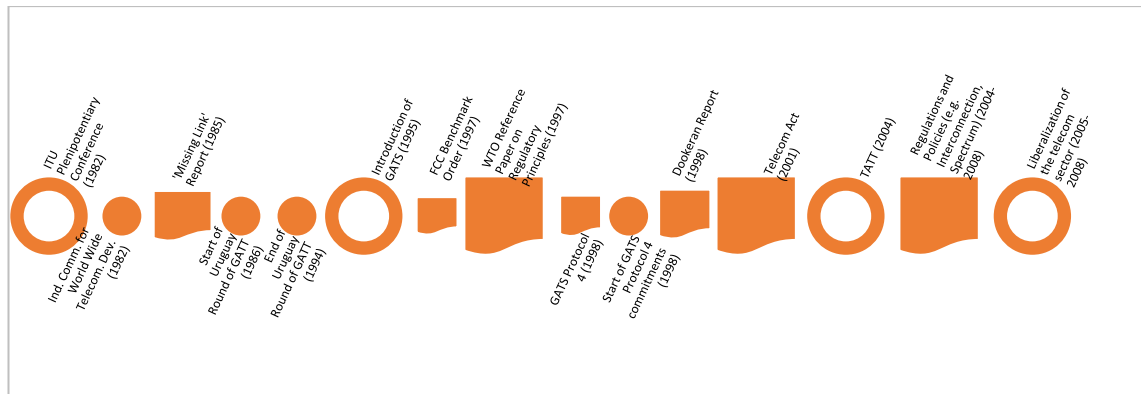 ITU
Plenipotentiary
Conference
(1982)
Ind. Comm. for
World Wide
Telecom. Dev.
(1982)
'Missing Link'
Report (1985)
Start of
Uruguay
Round of GATT
(1986)
End of
Uruguay
Round of GATT
(1994)
Introduction of
GATS (1995)
FCC Benchmark
Order (1997)
WTO Reference
Paper on
Regulatory
Principles (1997)
GATS Protocol
4 (1998)
Start of GATS
Protocol 4
commitments
(1998)
Dookeran Report
(1998)
Telecom Act
(2001)
TATT (2004)
Regulations and
Policies (e.g.
Interconnection,
Spectrum) (2004-
2008)
Liberalization of
the telecom
sector (2005-
2008)